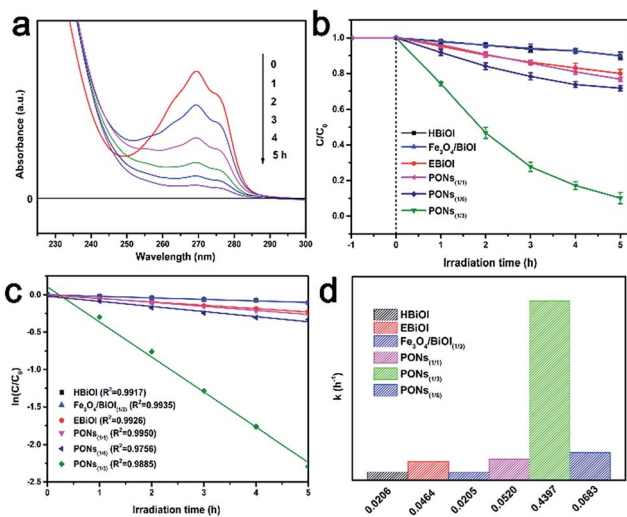 a
Absorbance (a.u.)
0
0
1
2
3
4
5 h
230 240 250 260 270 280 290 300
Wavelength (nm)
b
C/C0
1.0
0.8
0.6
0.4
0.2
0.0
HBiOI
Fe3O4/BiOI
EBiOI
PONs(1/1)
PONs(1/6)
PONs(1/3)
-1 0 1 2 3 4 5
Irradiation time (h)
c
ln(C/C0)
0.0
-0.5
-1.0
-1.5
-2.0
-2.5
HBiOI (R2=0.9917)
Fe3O4/BiOI(1/3) (R2=0.9935)
EBiOI (R2=0.9926)
PONs(1/1) (R2=0.9950)
PONs(1/6) (R2=0.9756)
PONs(1/3) (R2=0.9885)
0 1 2 3 4 5
Irradiation time (h)
d
k (h-1)
HBiOI
EBiOI
Fe3O4/BiOI(1/3)
PONs(1/1)
PONs(1/3)
PONs(1/6)
0.0206 0.0464 0.0205 0.0520 0.4397 0.0683